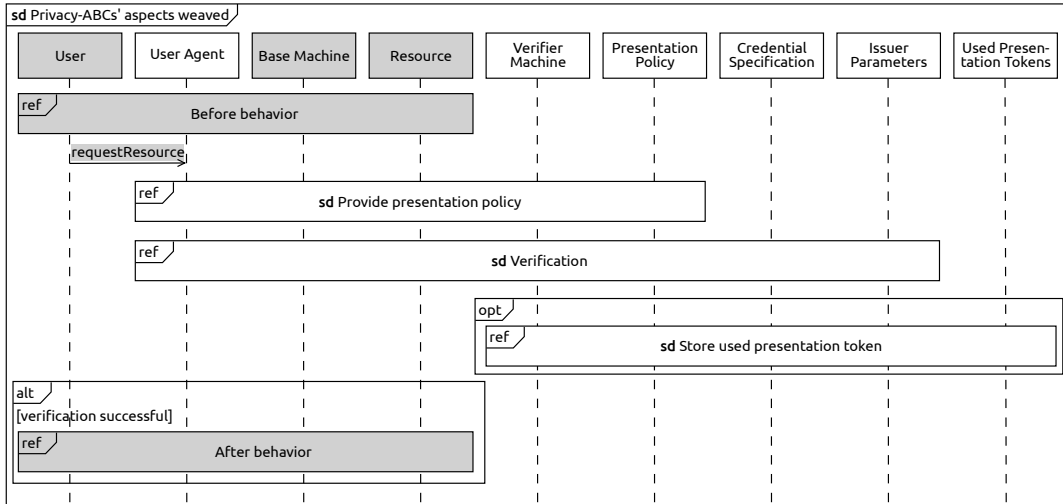 sd Privacy-ABCs' aspects weaved
User
User Agent
Base Machine
Resource
Verifier
Machine
Presentation
Policy
Credential
Specification
Issuer
Parameters
Used Presen-
tation Tokens
ref
Before behavior
requestResource
ref
sd Provide presentation policy
ref
sd Verification
opt
ref
sd Store used presentation token
alt
[verification successful]
ref
After behavior